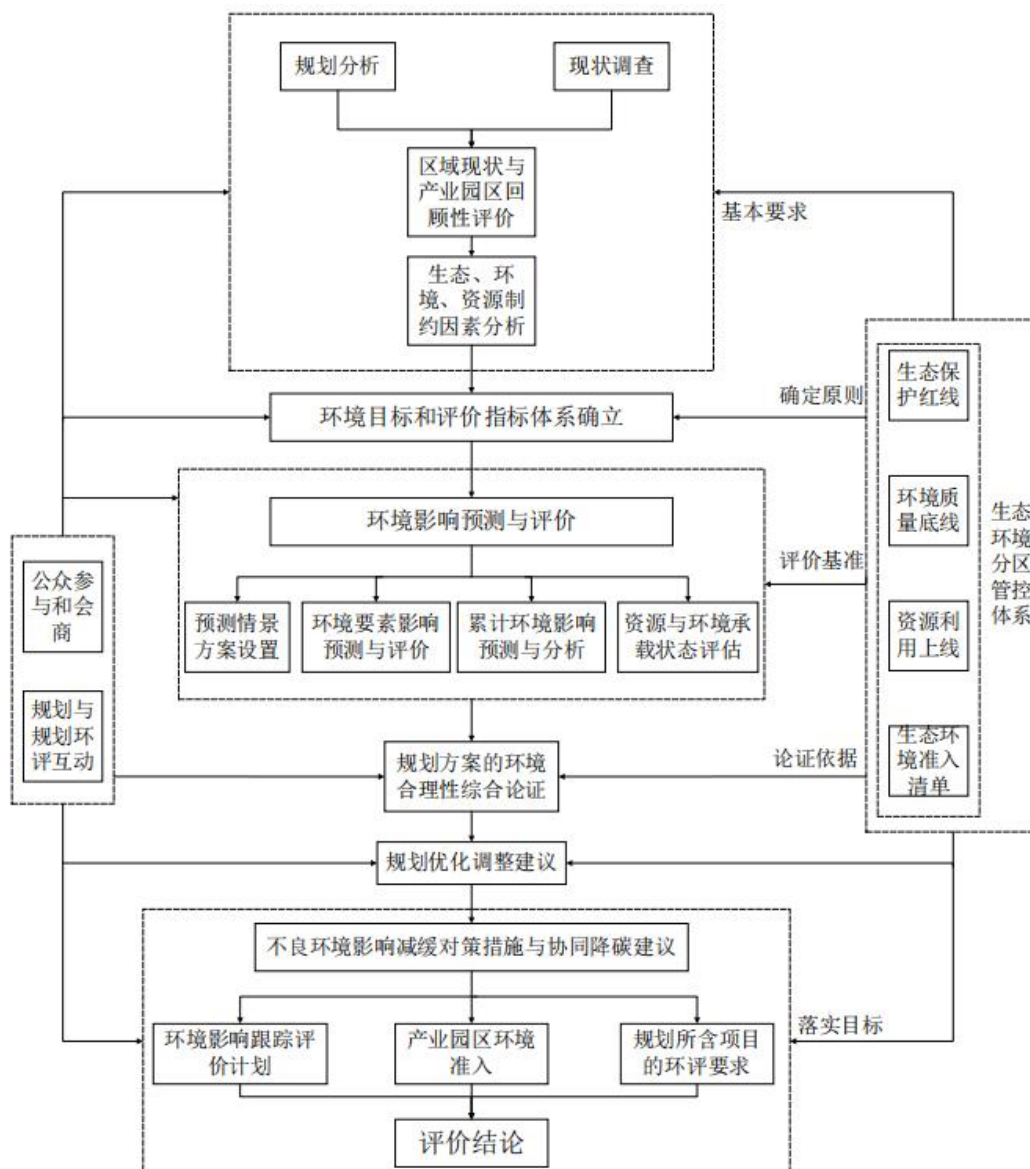 规划分析
现状调查
区域现状与
产业园区回
顾性评价
基本要求
生态、环
境、资源制
约因素分析
生态保
护红线
确定原则
环境目标和评价指标体系确立
环境影响预测与评价
环境质
量底线
生态
环境
分区
管控
体系
评价基准
公众参
与和会
商
预测情景
方案设置
环境要素影响
预测与评价
累计环境影响
预测与分析
资源与环境承
载状态评估
资源利
用上线
规划与
规划环
评互动
规划方案的环境
合理性综合论证
论证依据
生态环
境准入
清单
规划优化调整建议
不良环境影响减缓对策措施与协同降碳建议
落实目标
环境影响跟踪评
价计划
产业园区环境
准入
规划所含项目
的环评要求
评价结论